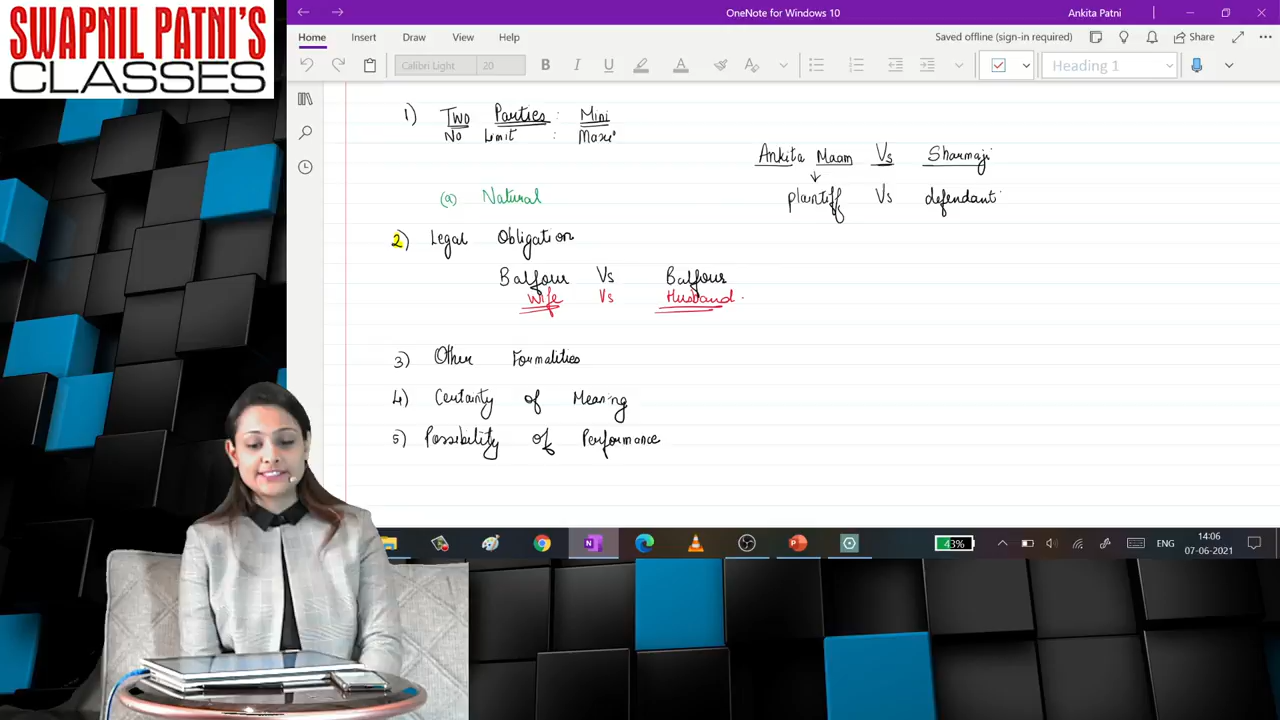 SWAPNIL PATNI'S
CLASSES
OneNote for Windows 10
Ankita Patni
Home Insert Draw View Help
Saved offline (sign-in required)
Share
Calibri Light 20
B I U A
Heading 1
1) Two Parties : Mini
No Limit : Maxi
Ankita Maam Vs Sharmaji
(a) Natural
plaintiff Vs defendant
2) Legal Obligation
Balfour Vs Balfour
Wife Vs Husband
3) Other Formalities
4) Certainty of Meaning
5) Possibility of Performance
43%
ENG
14:06
07-06-2021